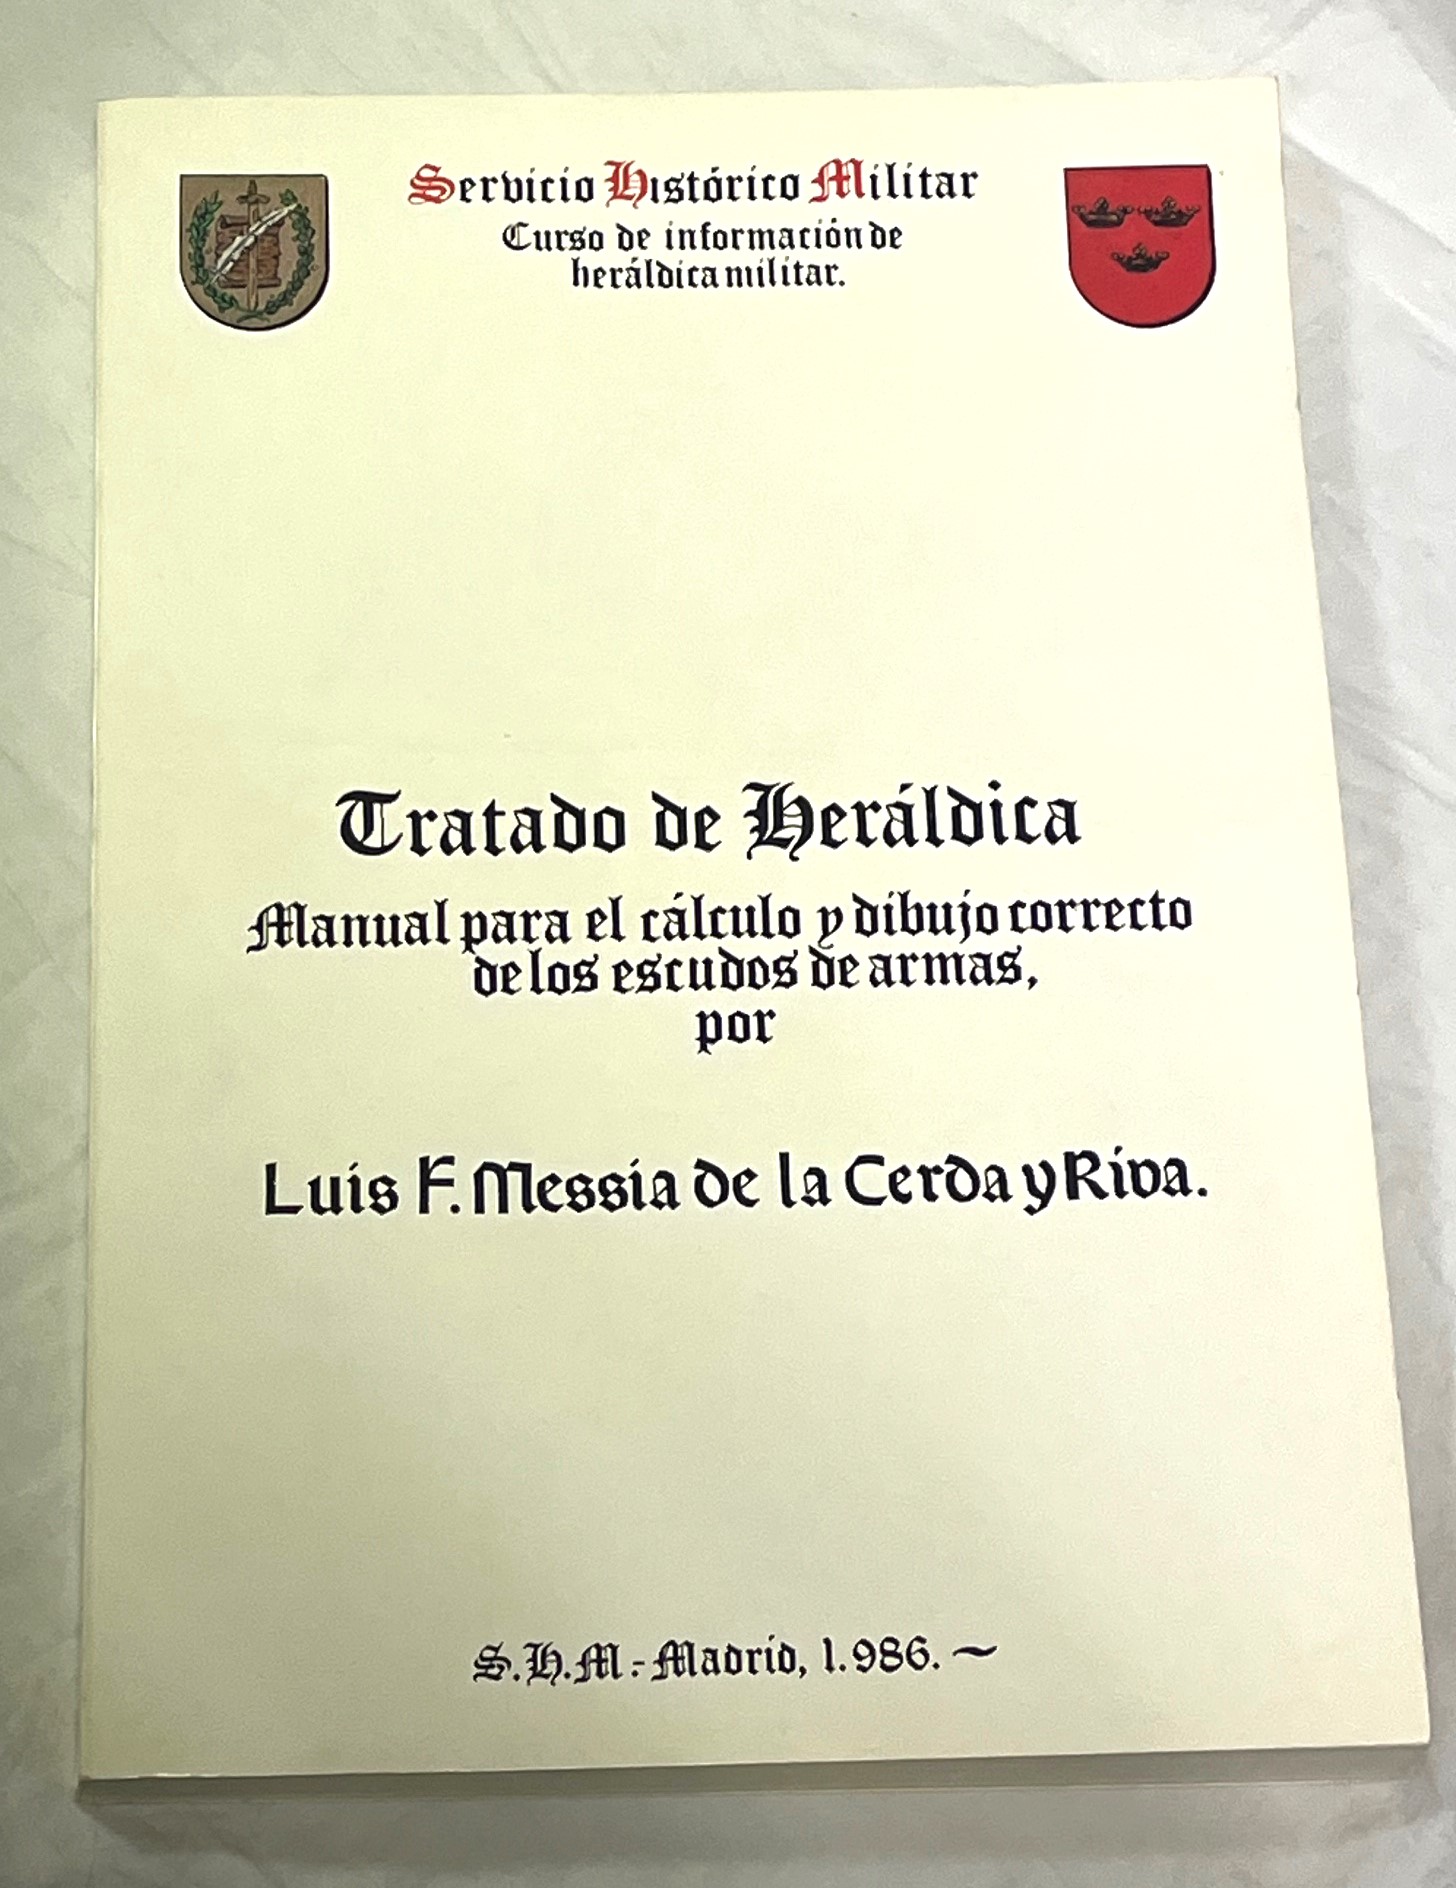 Servicio Histórico Militar
Curso de información de
heráldica militar.
Tratado de Heráldica
Manual para el cálculo y dibujo correcto
de los escudos de armas,
por
Luis F. Messia de la Cerda y Riva.
S.H.M.- Madrid, 1.986. ~